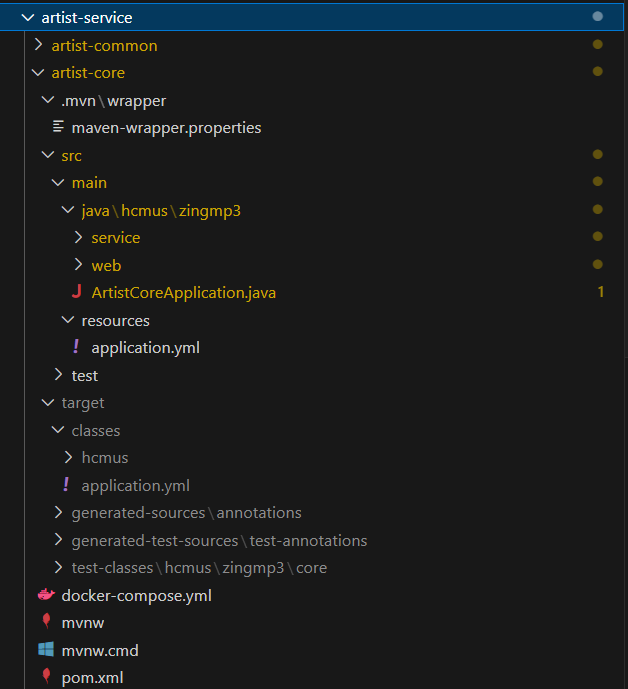 artist-service
artist-common
artist-core
.mvn\wrapper
maven-wrapper.properties
src
main
java\hcmus\zingmp3
service
web
ArtistCoreApplication.java 1
resources
application.yml
test
target
classes
hcmus
application.yml
generated-sources\annotations
generated-test-sources\test-annotations
test-classes\hcmus\zingmp3\core
docker-compose.yml
mvnw
mvnw.cmd
pom.xml